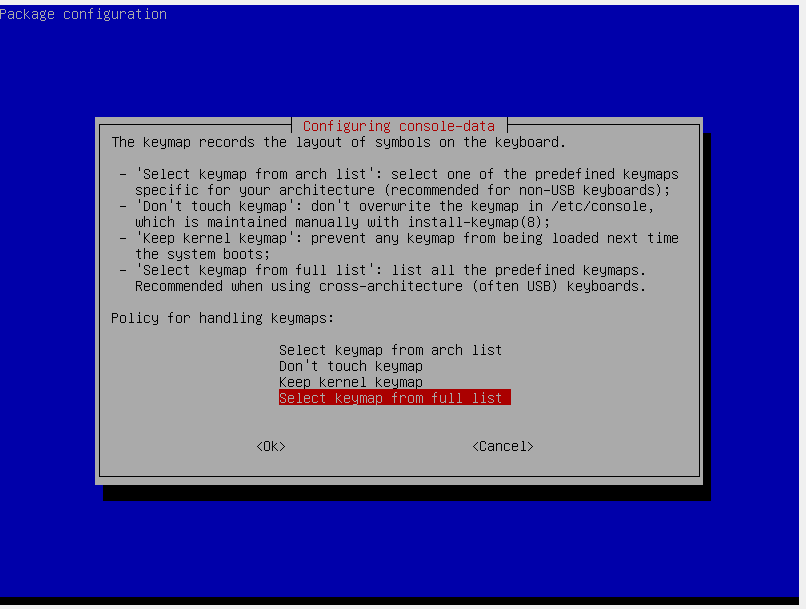 Package configuration
Configuring console-data
The keymap records the layout of symbols on the keyboard.
- 'Select keymap from arch list': select one of the predefined keymaps
specific for your architecture (recommended for non-USB keyboards);
- 'Don't touch keymap': don't overwrite the keymap in /etc/console,
which is maintained manually with install-keymap(8);
- 'Keep kernel keymap': prevent any keymap from being loaded next time
the system boots;
- 'Select keymap from full list': list all the predefined keymaps.
Recommended when using cross-architecture (often USB) keyboards.
Policy for handling keymaps:
Select keymap from arch list
Don't touch keymap
Keep kernel keymap
Select keymap from full list
<Ok> <Cancel>